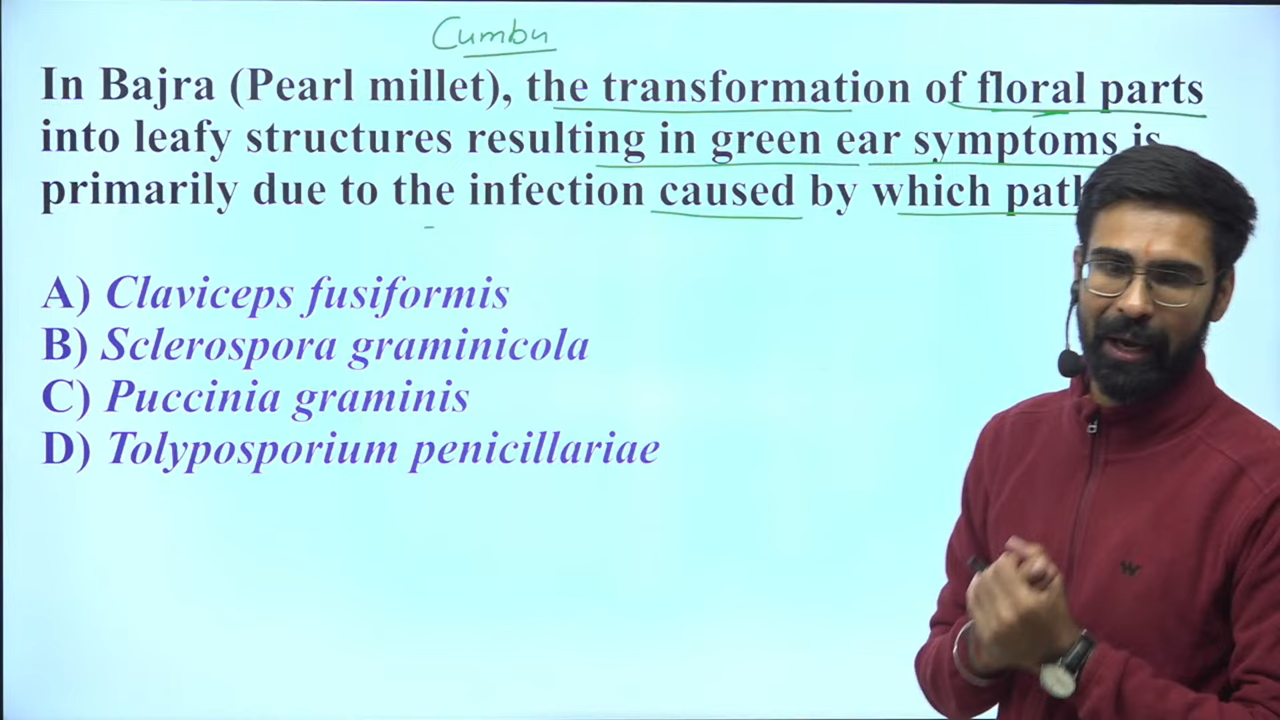 Cumbu
In Bajra (Pearl millet), the transformation of floral parts
into leafy structures resulting in green ear symptoms is
primarily due to the infection caused by which
A) Claviceps fusiformis
B) Sclerospora graminicola
C) Puccinia graminis
D) Tolyposporium penicillariae
W